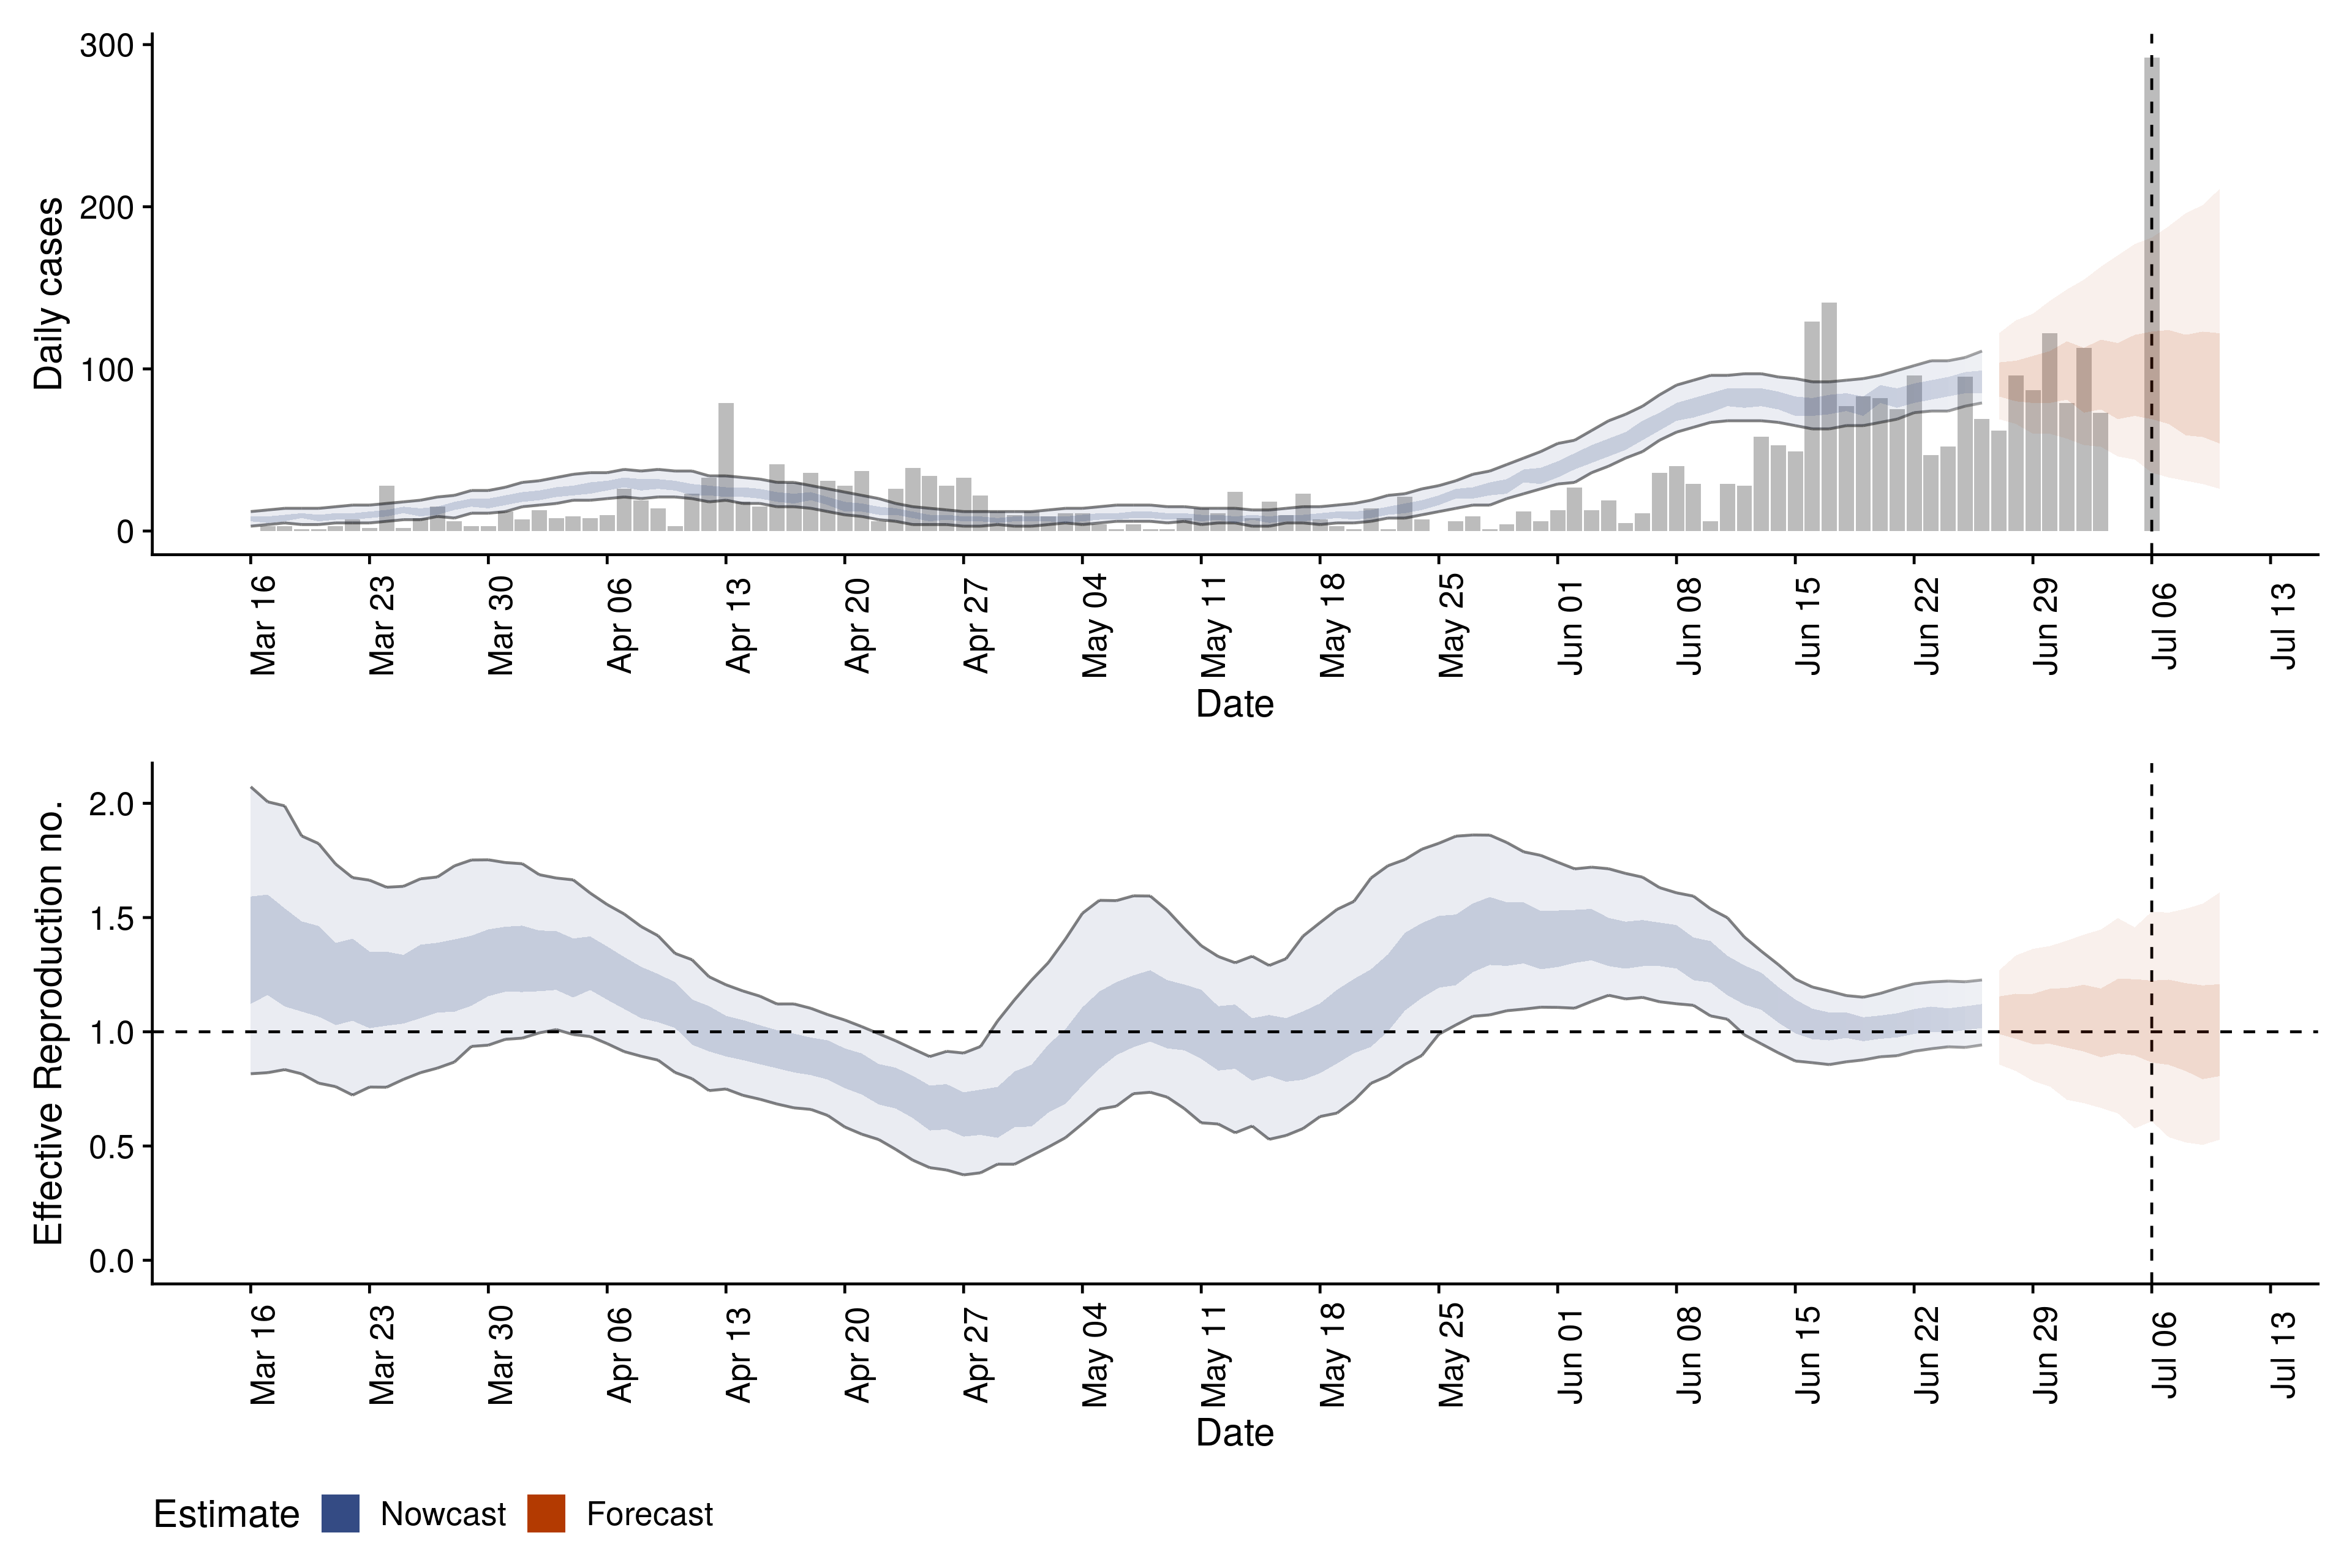 300
200
100
0
Daily cases
Mar 16
Mar 23
Mar 30
Apr 06
Apr 13
Apr 20
Apr 27
May 04
May 11
May 18
May 25
Jun 01
Jun 08
Jun 15
Jun 22
Jun 29
Jul 06
Jul 13
Date
2.0
1.5
1.0
0.5
0.0
Effective Reproduction no.
Mar 16
Mar 23
Mar 30
Apr 06
Apr 13
Apr 20
Apr 27
May 04
May 11
May 18
May 25
Jun 01
Jun 08
Jun 15
Jun 22
Jun 29
Jul 06
Jul 13
Date
Estimate Nowcast Forecast